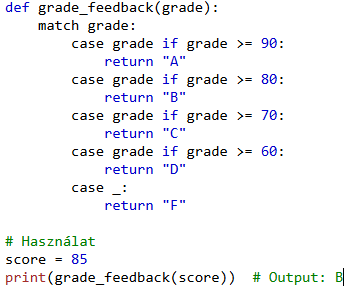 def grade_feedback(grade):
    match grade:
        case grade if grade >= 90:
            return "A"
        case grade if grade >= 80:
            return "B"
        case grade if grade >= 70:
            return "C"
        case grade if grade >= 60:
            return "D"
        case _:
            return "F"

# Használat
score = 85
print(grade_feedback(score))  # Output: B